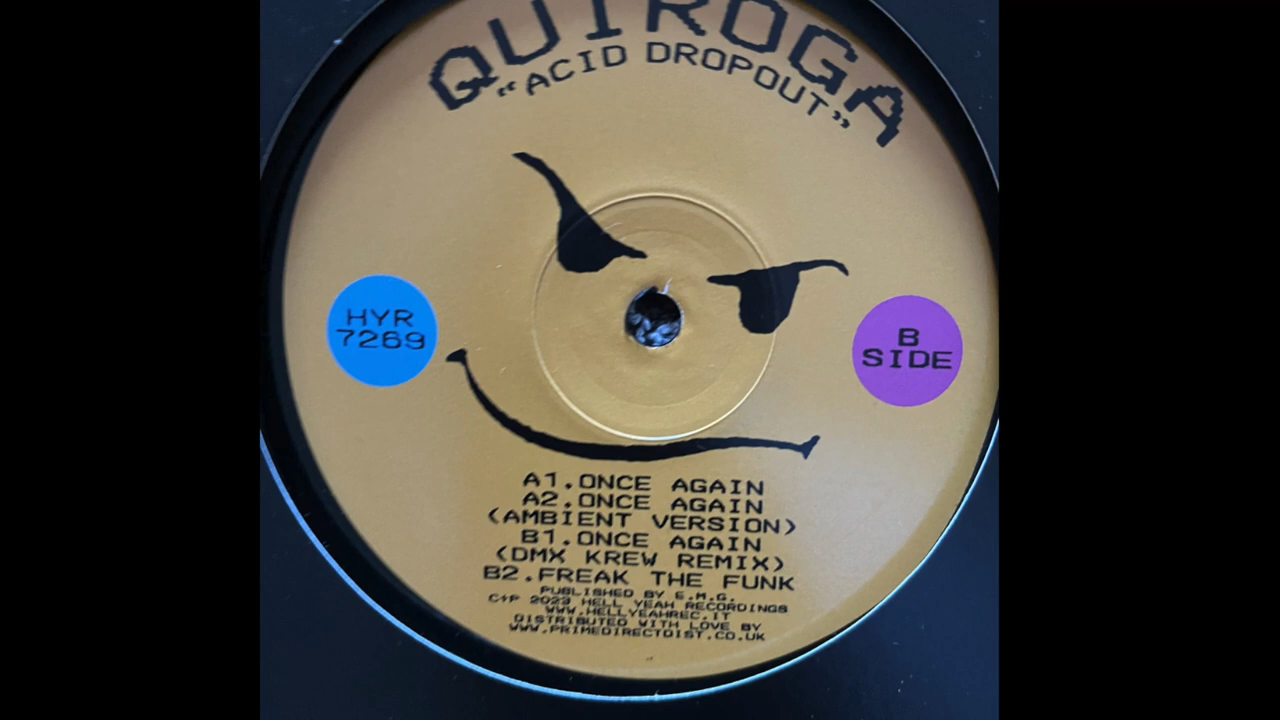 QUIROGA
"ACID DROPOUT"
HYR
7269
B
SIDE
A1.ONCE AGAIN
A2.ONCE AGAIN
(AMBIENT VERSION)
B1.ONCE AGAIN
(DMX KREW REMIX)
B2.FREAK THE FUNK
PUBLISHED BY E.M.G.
C+P 2023 HELL YEAH RECORDINGS
WWW.HELLYEAHREC.IT
DISTRIBUTED WITH LOVE BY
WWW.PRIMEDIRECTDIST.CO.UK